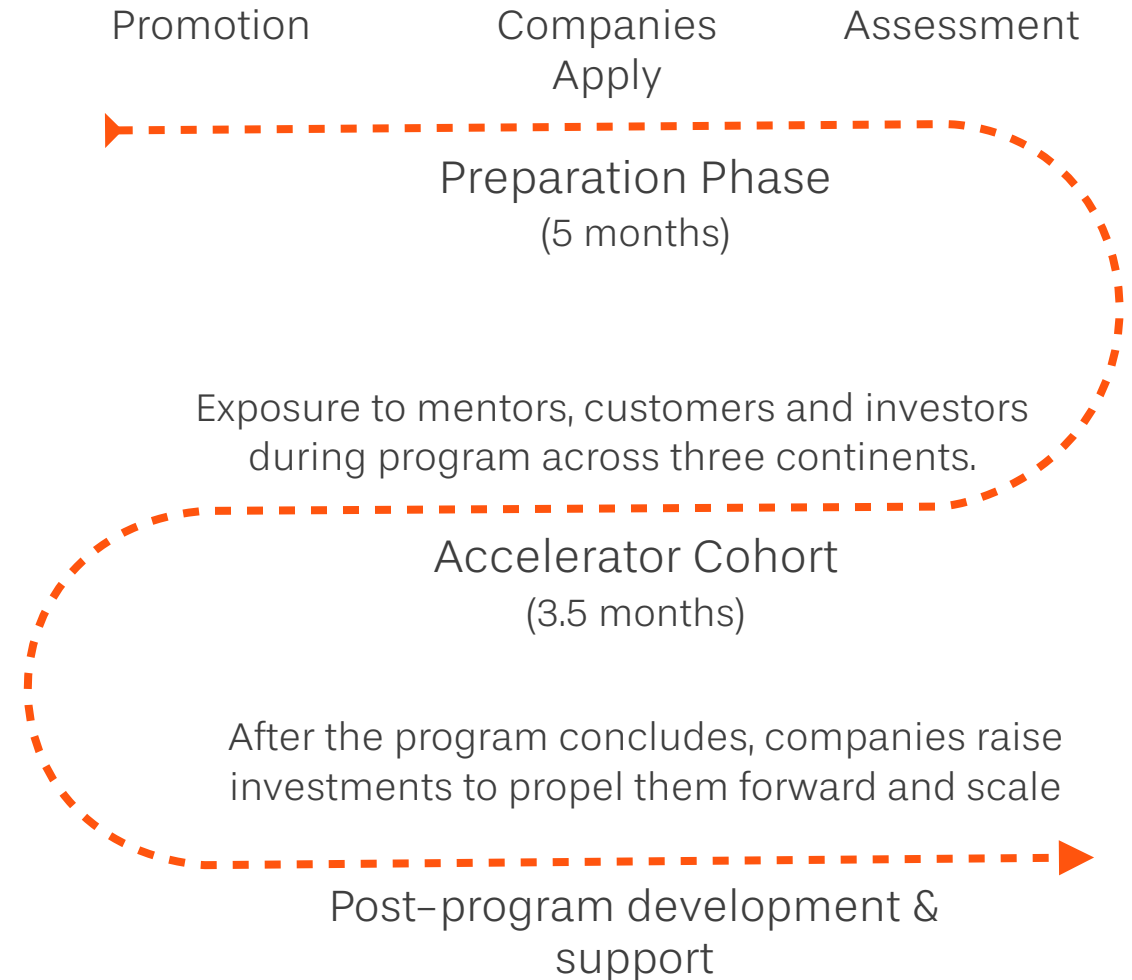 Promotion
Companies
Apply
Assessment
Preparation Phase
(5 months)
Exposure to mentors, customers and investors
during program across three continents.
Accelerator Cohort
(3.5 months)
After the program concludes, companies raise
investments to propel them forward and scale
Post-program development &
support